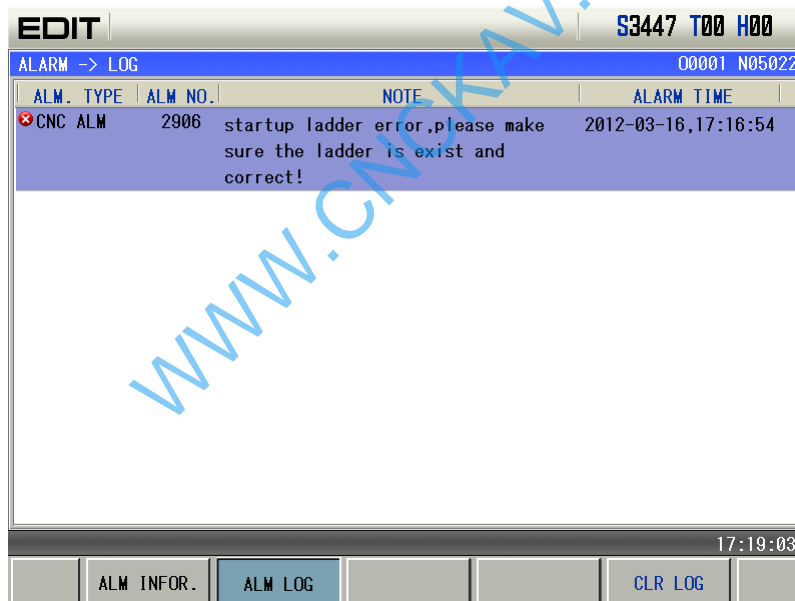 EDIT S3447 T00 H00
ALARM -> LOG O0001 N05022
ALM. TYPE ALM NO. NOTE ALARM TIME
CNC ALM 2906 startup ladder error,please make 2012-03-16,17:16:54
sure the ladder is exist and
correct!
WWW.CNCKAV.
17:19:03
ALM INFOR. ALM LOG CLR LOG